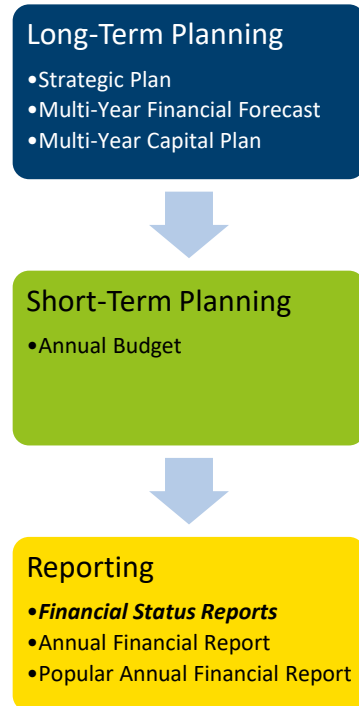 Long-Term Planning
•Strategic Plan
•Multi-Year Financial Forecast
•Multi-Year Capital Plan
Short-Term Planning
•Annual Budget
Reporting
•Financial Status Reports
•Annual Financial Report
•Popular Annual Financial Report